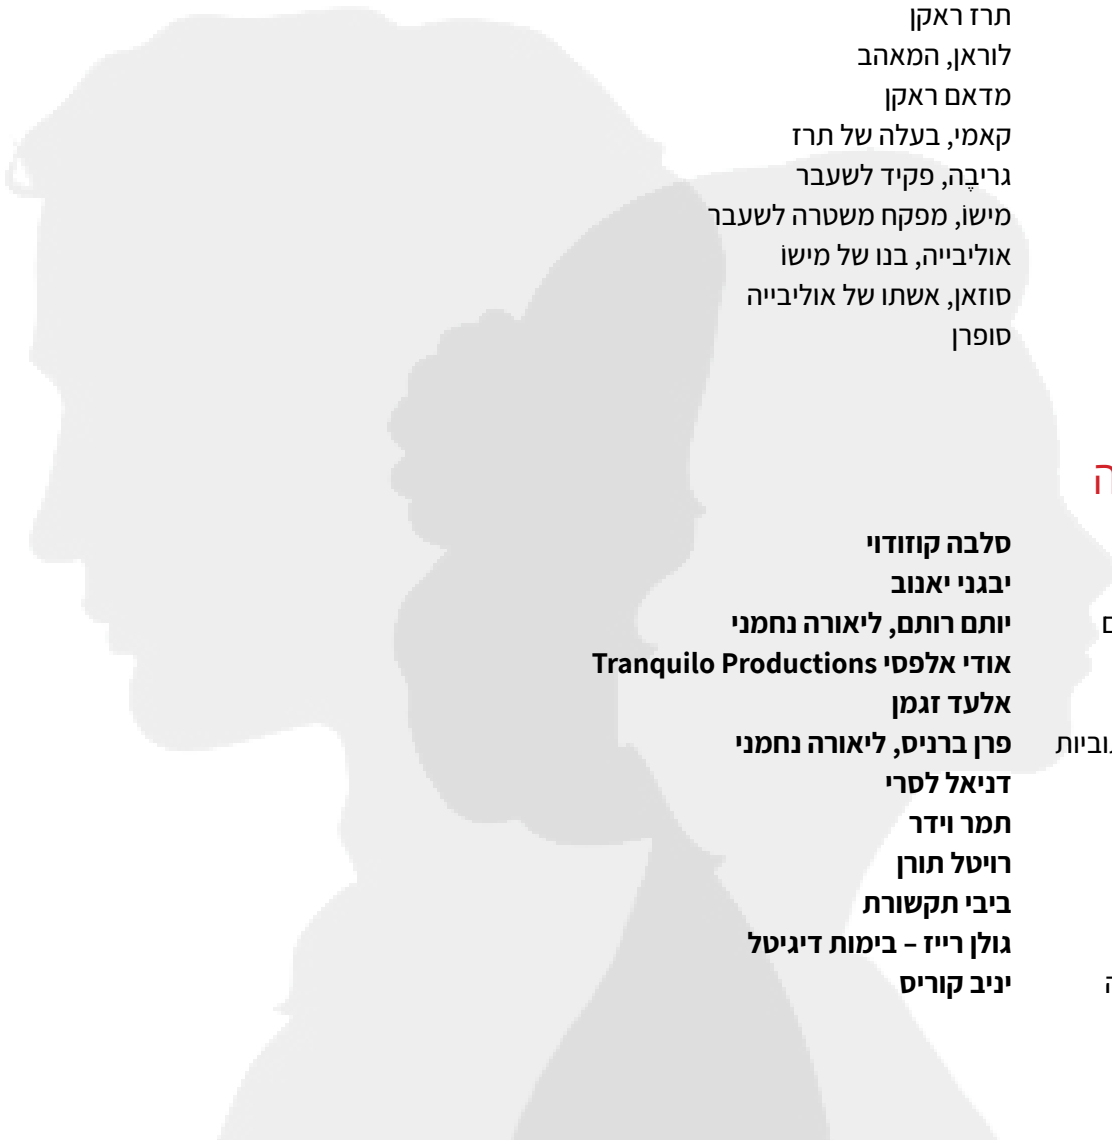 תרז ראקן
לוראן, המאהב
מדאם ראקן
קאמי, בעלה של תרז
גריבֶה, פקיד לשעבר
מישוֹ, מפקח משטרה לשעבר
אוליבייה, בנו של מישוֹ
סוזאן, אשתו של אוליבייה
סופרן
סלבה קוזודוי
יבגני יאנוב
יותם רותם, ליאורה נחמני
אודי אלפסי Tranquilo Productions
אלעד זגמן
פרן ברניס, ליאורה נחמני
דניאל לסרי
תמר וידר
רויטל תורן
ביבי תקשורת
גולן רייז – בימות דיגיטל
יניב קוריס